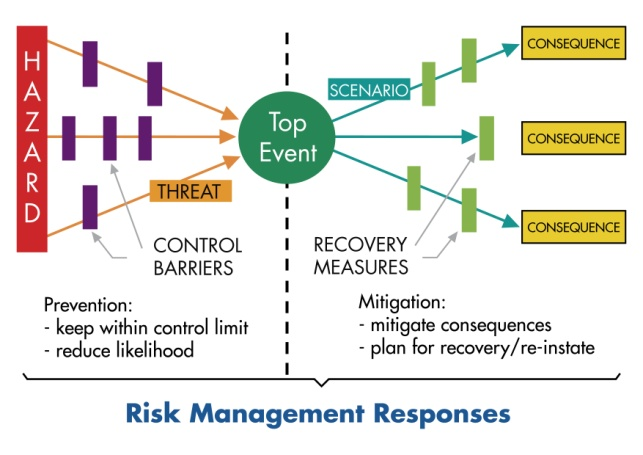 HAZARD
CONSEQUENCE
SCENARIO
Top
Event
CONSEQUENCE
THREAT
CONSEQUENCE
CONTROL
BARRIERS
RECOVERY
MEASURES
Prevention:
- keep within control limit
- reduce likelihood
Mitigation:
- mitigate consequences
- plan for recovery/re-instate
Risk Management Responses